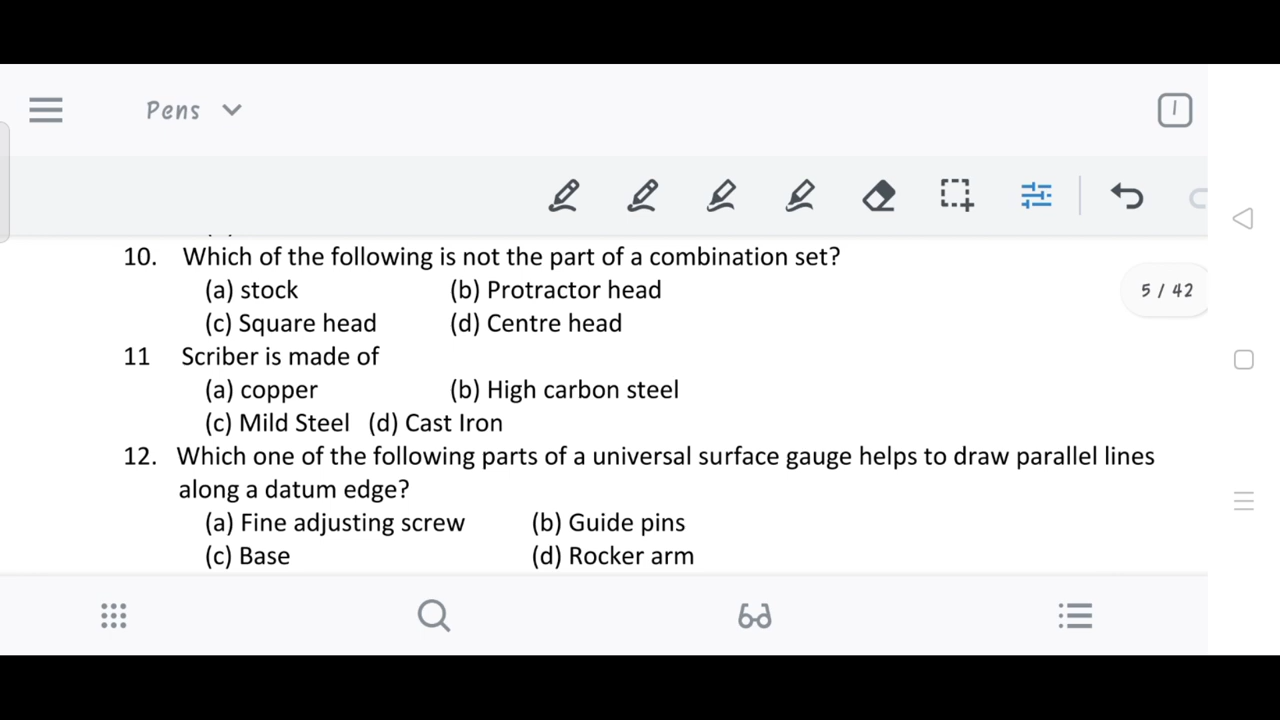 Pens
10. Which of the following is not the part of a combination set?
5 / 42
(a) stock (b) Protractor head
(c) Square head (d) Centre head
11 Scriber is made of
(a) copper (b) High carbon steel
(c) Mild Steel (d) Cast Iron
12. Which one of the following parts of a universal surface gauge helps to draw parallel lines
along a datum edge?
(a) Fine adjusting screw (b) Guide pins
(c) Base (d) Rocker arm